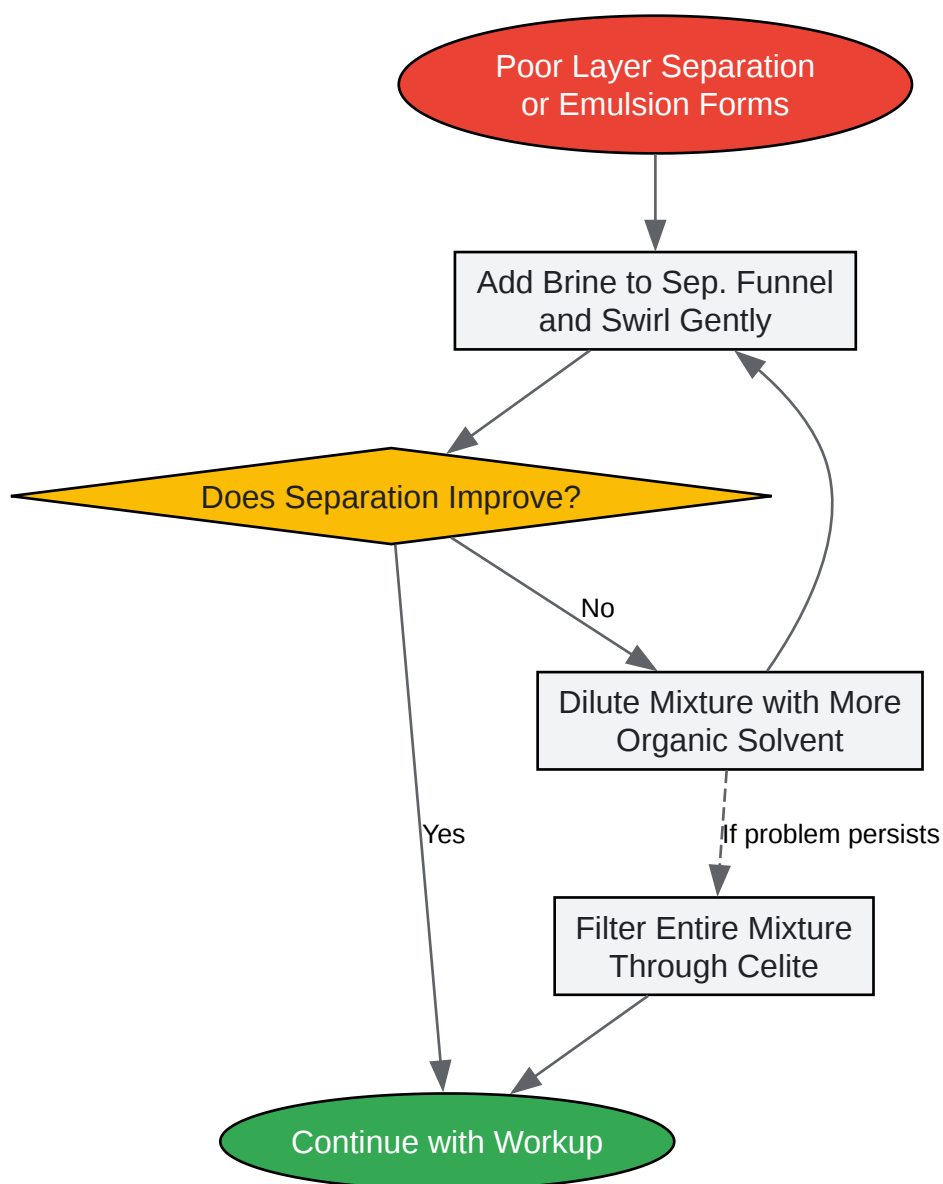 Poor Layer Separation
or Emulsion Forms
Add Brine to Sep. Funnel
and Swirl Gently
Does Separation Improve?
No
Dilute Mixture with More
Organic Solvent
Yes
If problem persists
Filter Entire Mixture
Through Celite
Continue with Workup